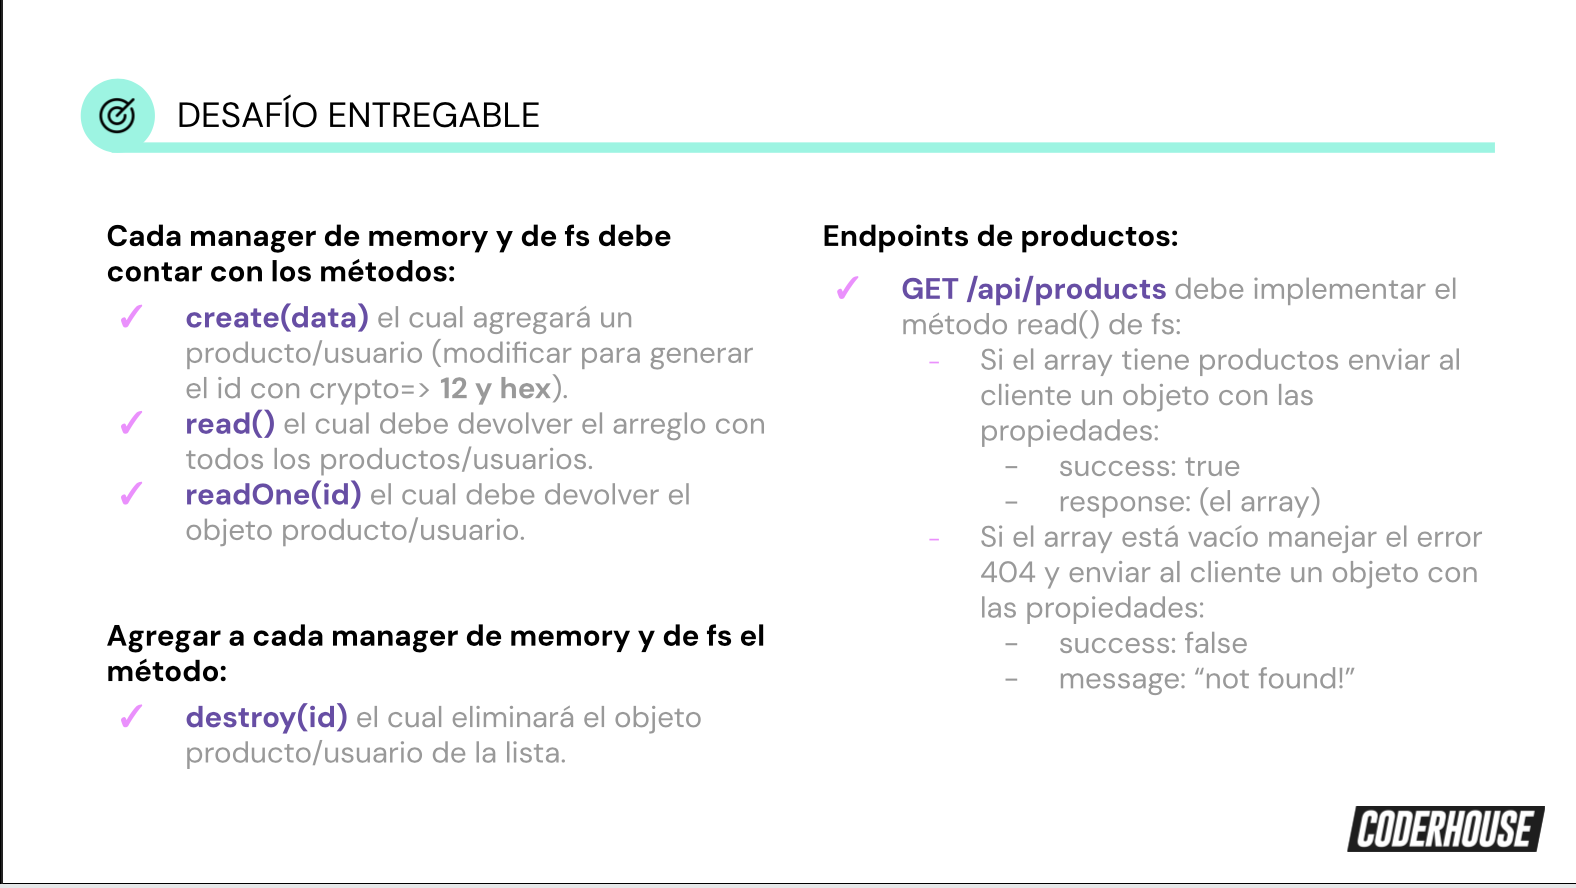 DESAFÍO ENTREGABLE
Cada manager de memory y de fs debe
contar con los métodos:
✓ create(data) el cual agregará un
producto/usuario (modificar para generar
el id con crypto=> 12 y hex).
✓ read() el cual debe devolver el arreglo con
todos los productos/usuarios.
✓ readOne(id) el cual debe devolver el
objeto producto/usuario.
Agregar a cada manager de memory y de fs el
método:
✓ destroy(id) el cual eliminará el objeto
producto/usuario de la lista.
Endpoints de productos:
✓ GET /api/products debe implementar el
método read() de fs:
- Si el array tiene productos enviar al
cliente un objeto con las
propiedades:
- success: true
- response: (el array)
- Si el array está vacío manejar el error
404 y enviar al cliente un objeto con
las propiedades:
- success: false
- message: “not found!”
CODERHOUSE